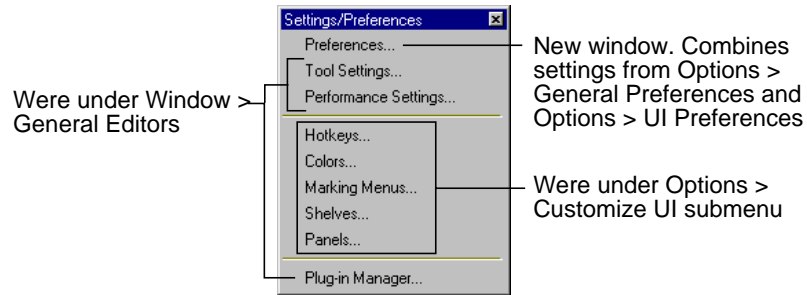 Settings/Preferences
Preferences...
Tool Settings...
Performance Settings...
Hotkeys...
Colors...
Marking Menus...
Shelves...
Panels...
Plug-in Manager...
Were under Window >
General Editors
New window. Combines
settings from Options >
General Preferences and
Options > UI Preferences
Were under Options >
Customize UI submenu